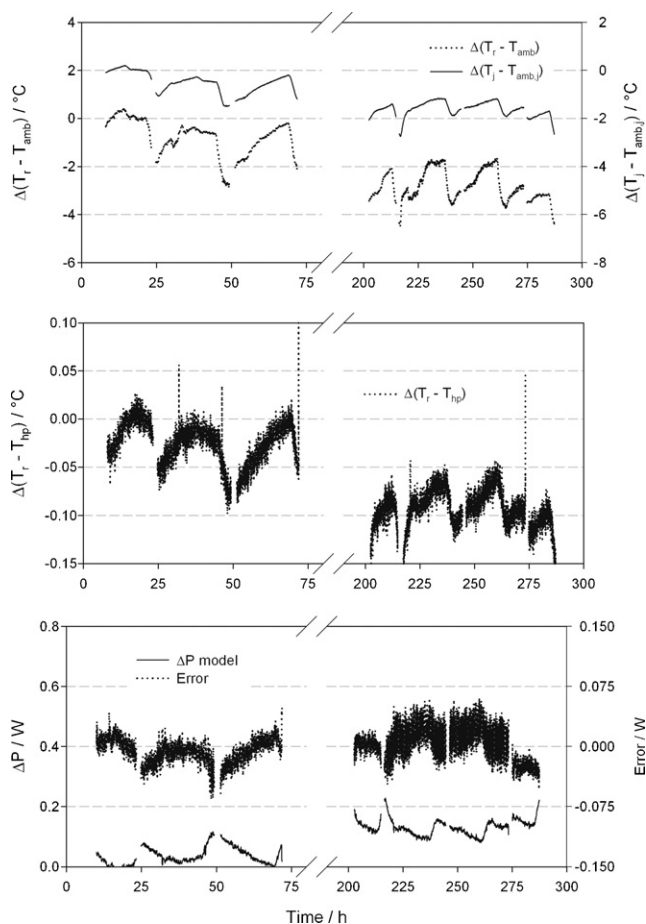 4
2
0
-2
-4
-6
Δ(Tr - Tamb) / °C
2
0
-2
-4
-6
-8
Δ(Tj - Tamb,j) / °C
Δ(Tr - Tamb)
Δ(Tj - Tamb,j)
0 25 50 75 200 225 250 275 300
0.10
0.05
0.00
-0.05
-0.10
-0.15
Δ(Tr - Thp) / °C
Δ(Tr - Thp)
0 25 50 75 200 225 250 275 300
0.8
0.6
0.4
0.2
0.0
ΔP / W
0.150
0.075
0.000
-0.075
-0.150
Error / W
ΔP model
Error
0 25 50 75 200 225 250 275 300
Time / h